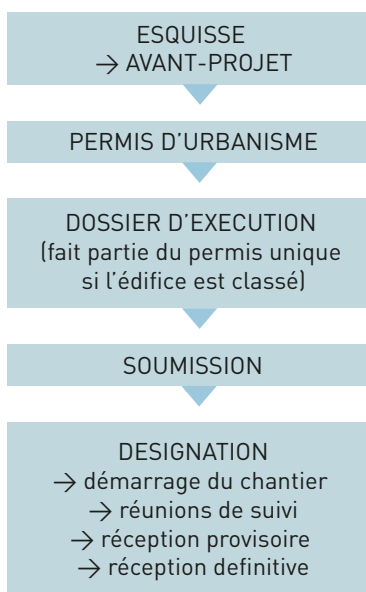 ESQUISSE
→ AVANT-PROJET
PERMIS D'URBANISME
DOSSIER D'EXECUTION
(fait partie du permis unique
si l'édifice est classé)
SOUMISSION
DESIGNATION
→ démarrage du chantier
→ réunions de suivi
→ réception provisoire
→ réception definitive